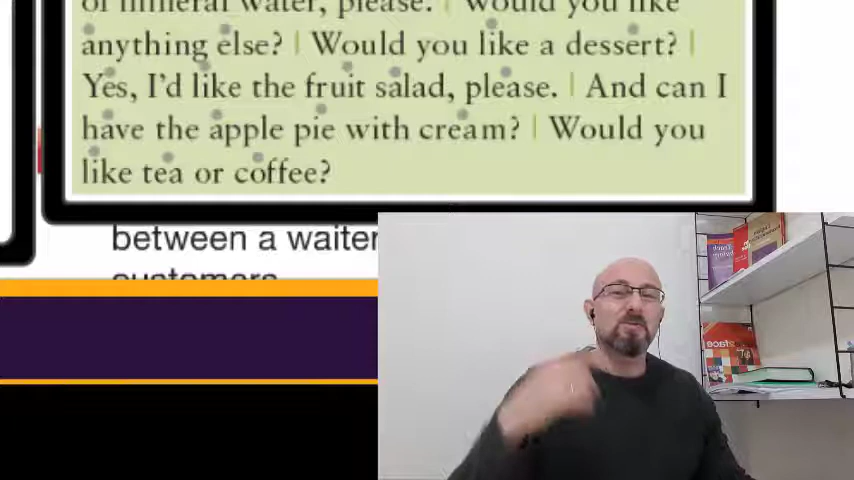 of mineral water, please. | Would you like
anything else? | Would you like a dessert? |
Yes, I'd like the fruit salad, please. | And can I
have the apple pie with cream? | Would you
like tea or coffee?
between a waiter
customers